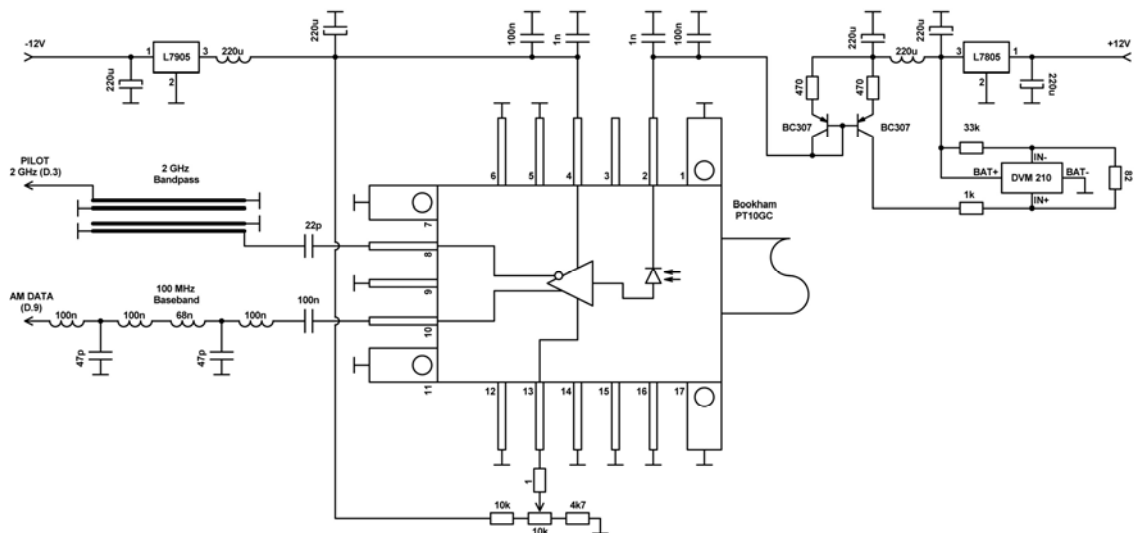 -12V
1
L7905
3
2
220u
220u
220u
100n
1n
1n
100n
220u
220u
220u
3
L7805
1
2
220u
+12V
470
470
BC307
BC307
33k
IN-
BAT+
DVM 210
BAT-
IN+
82
1k
PILOT
2 GHz (D.3)
2 GHz
Bandpass
22p
6
5
4
3
2
1
Bookham
PT10GC
7
8
9
10
11
AM DATA
(D.9)
100 MHz
Baseband
100n
100n
68n
100n
100n
47p
47p
12
13
14
15
16
17
1
10k
10k
4k7